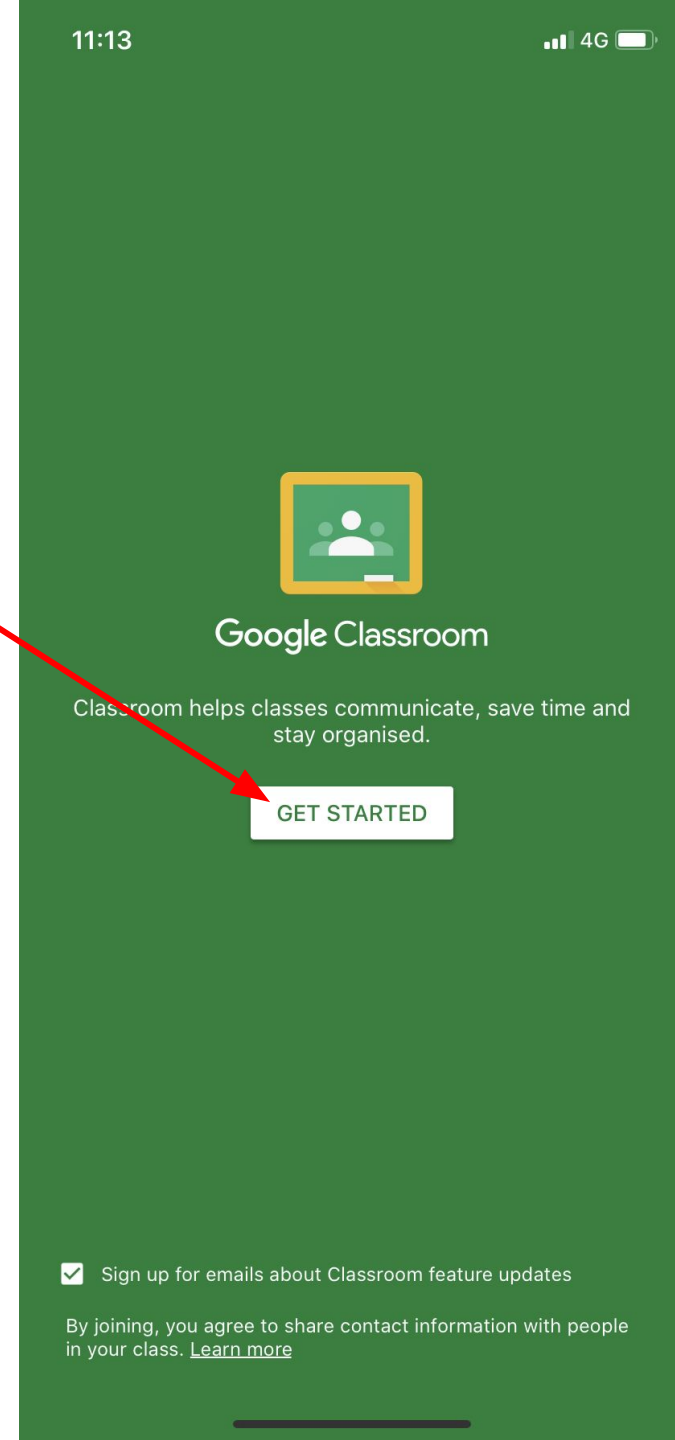 11:13 4G
Google Classroom
Classroom helps classes communicate, save time and
stay organised.
GET STARTED
Sign up for emails about Classroom feature updates
By joining, you agree to share contact information with people
in your class. Learn more